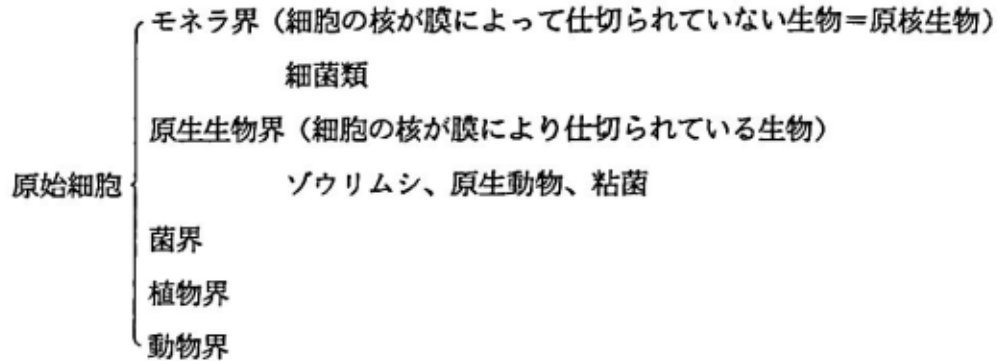 モネラ界（細胞の核が膜によって仕切られていない生物＝原核生物）
細菌類
原生生物界（細胞の核が膜により仕切られている生物）
原始細胞
ゾウリムシ、原生動物、粘菌
菌界
植物界
動物界